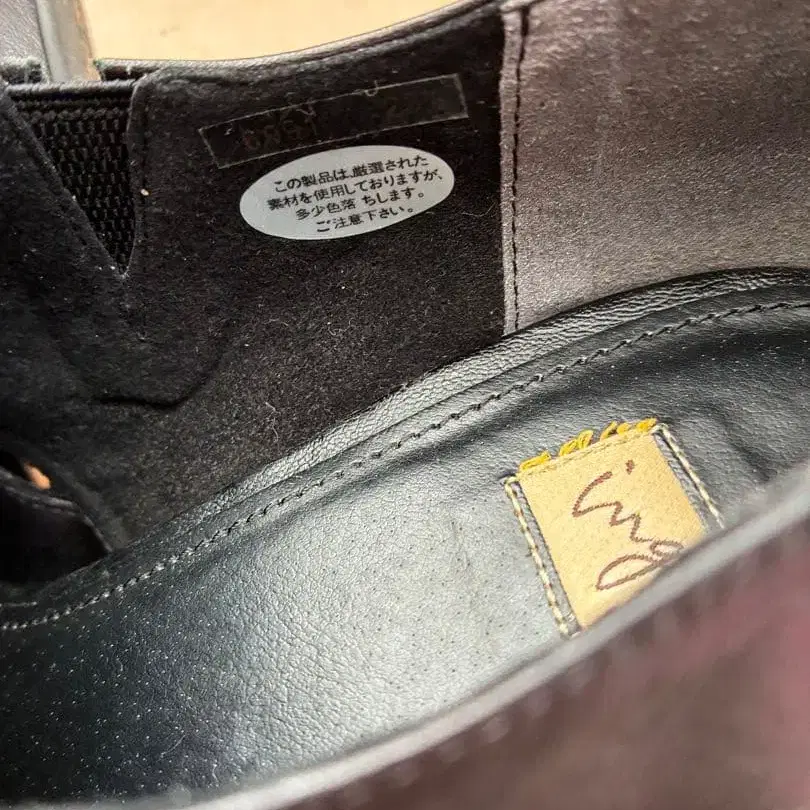 この製品は、厳選された
素材を使用しておりますが、
多少色落ちします。
ご注意下さい。
ing